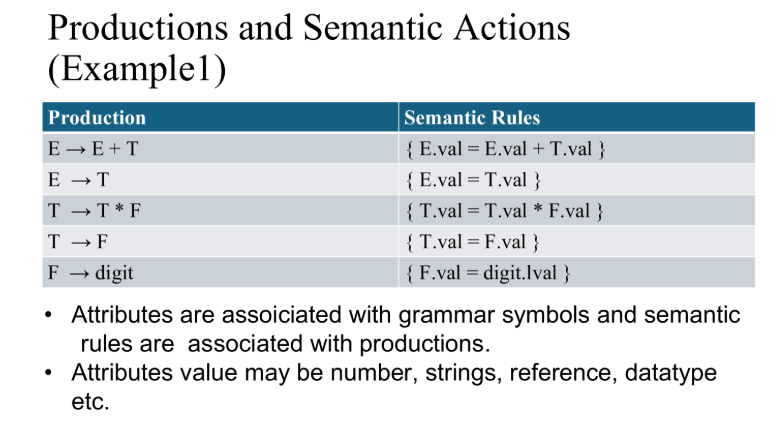 Productions and Semantic Actions
(Example1)
Production Semantic Rules
E → E + T { E.val = E.val + T.val }
E → T { E.val = T.val }
T → T * F { T.val = T.val * F.val }
T → F { T.val = F.val }
F → digit { F.val = digit.lval }
• Attributes are assoiciated with grammar symbols and semantic
rules are associated with productions.
• Attributes value may be number, strings, reference, datatype
etc.